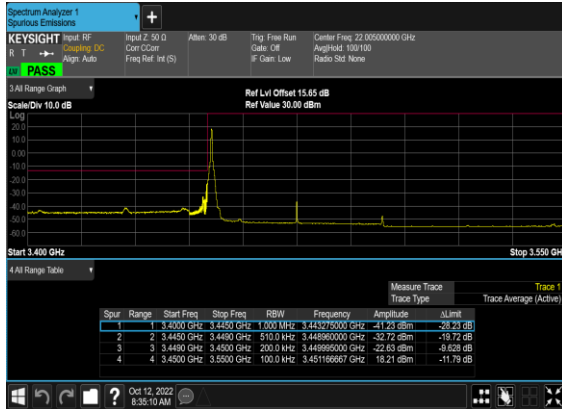 Spectrum Analyzer 1
Spurious Emissions
KEYSIGHT Input: RF Input Z: 50 Ω Atten: 30 dB Trig: Free Run Center Freq: 22.005000000 GHz
R T Coupling: DC Corr CCorr Gate: Off Avg|Hold: 100/100
Align: Auto Freq Ref: Int (S) IF Gain: Low Radio Std: None
PASS
3 All Range Graph
Ref Lvl Offset 15.65 dB
Scale/Div 10.0 dB Ref Value 30.00 dBm
Log
20.0
10.0
0.00
-10.0
-20.0
-30.0
-40.0
-50.0
-60.0
Start 3.400 GHz Stop 3.550 GH
4 All Range Table
Measure Trace Trace 1
Trace Type Trace Average (Active)
Spur Range Start Freq Stop Freq RBW Frequency Amplitude ΔLimit
1 1 3.4000 GHz 3.4450 GHz 1.000 MHz 3.443275000 GHz -41.23 dBm -28.23 dB
2 2 3.4450 GHz 3.4490 GHz 510.0 kHz 3.448960000 GHz -32.72 dBm -19.72 dB
3 3 3.4490 GHz 3.4500 GHz 200.0 kHz 3.449995000 GHz -22.63 dBm -9.628 dB
4 4 3.4500 GHz 3.5500 GHz 100.0 kHz 3.451166667 GHz 18.21 dBm -11.79 dB
Oct 12, 2022
8:35:10 AM